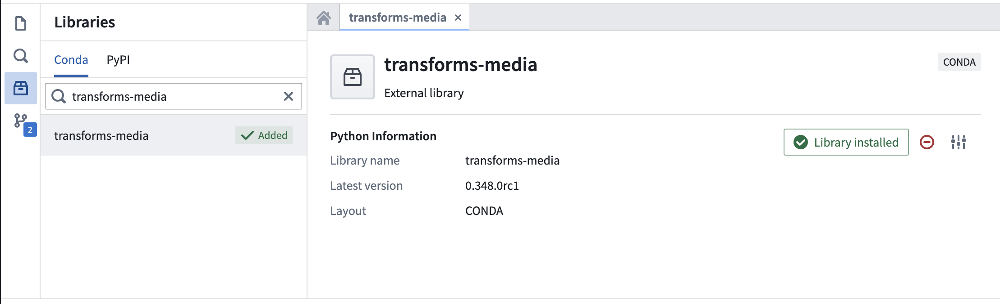 Libraries
Conda PyPI
transforms-media
transforms-media Added
2
transforms-media
transforms-media
CONDA
External library
Python Information
Library installed
Library name transforms-media
Latest version 0.348.0rc1
Layout CONDA